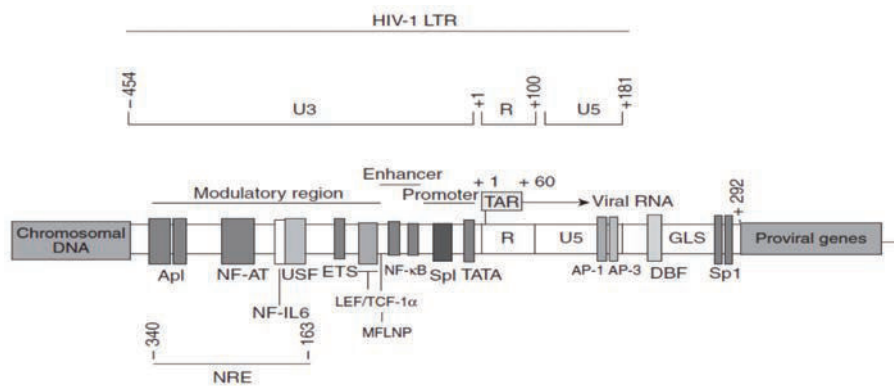 HIV-1 LTR
−454
U3
+1
R
+100
U5
+181
Enhancer
Modulatory region
Promoter
+ 1
+ 60
TAR
Viral RNA
+ 292
Chromosomal
DNA
R
U5
GLS
Proviral genes
ApI
NF-AT
USF
ETS
NF-κB
SpI
TATA
AP-1
AP-3
DBF
Sp1
NF-IL6
LEF/TCF-1α
MFLNP
−340
−163
NRE